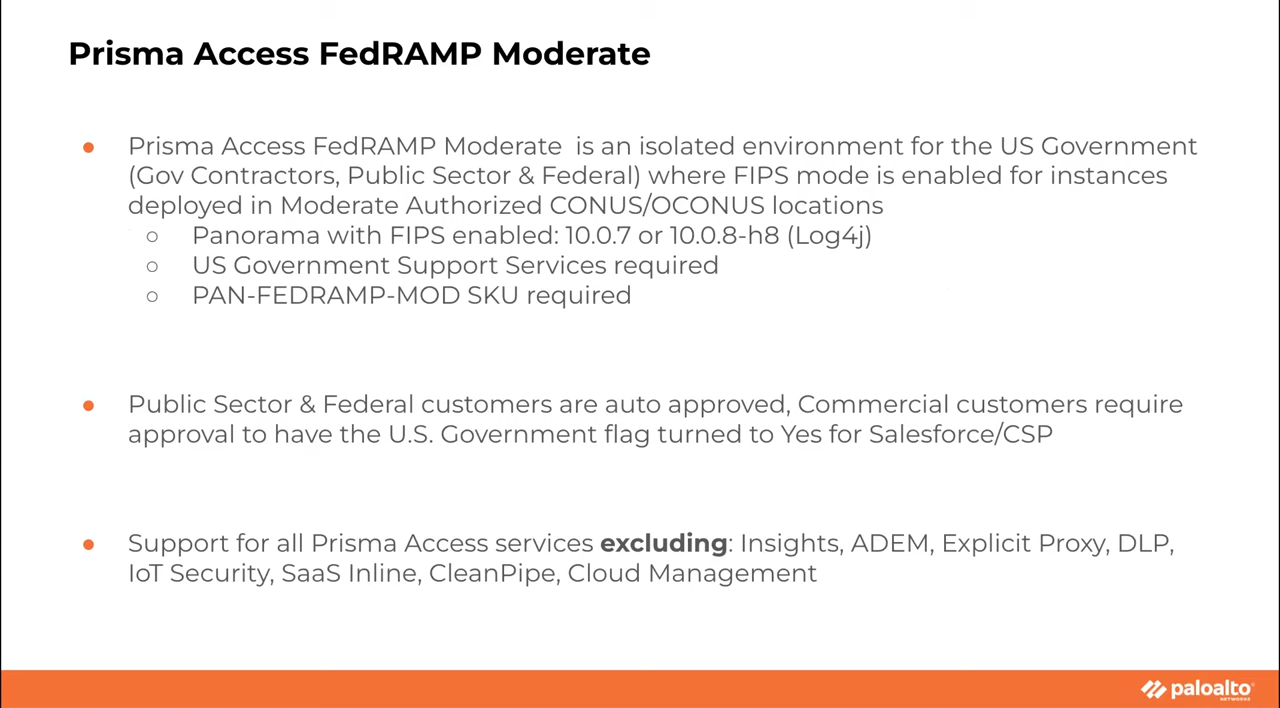 Prisma Access FedRAMP Moderate
● Prisma Access FedRAMP Moderate is an isolated environment for the US Government
(Gov Contractors, Public Sector & Federal) where FIPS mode is enabled for instances
deployed in Moderate Authorized CONUS/OCONUS locations
○ Panorama with FIPS enabled: 10.0.7 or 10.0.8-h8 (Log4j)
○ US Government Support Services required
○ PAN-FEDRAMP-MOD SKU required
● Public Sector & Federal customers are auto approved, Commercial customers require
approval to have the U.S. Government flag turned to Yes for Salesforce/CSP
● Support for all Prisma Access services excluding: Insights, ADEM, Explicit Proxy, DLP,
IoT Security, SaaS Inline, CleanPipe, Cloud Management
paloalto
NETWORKS